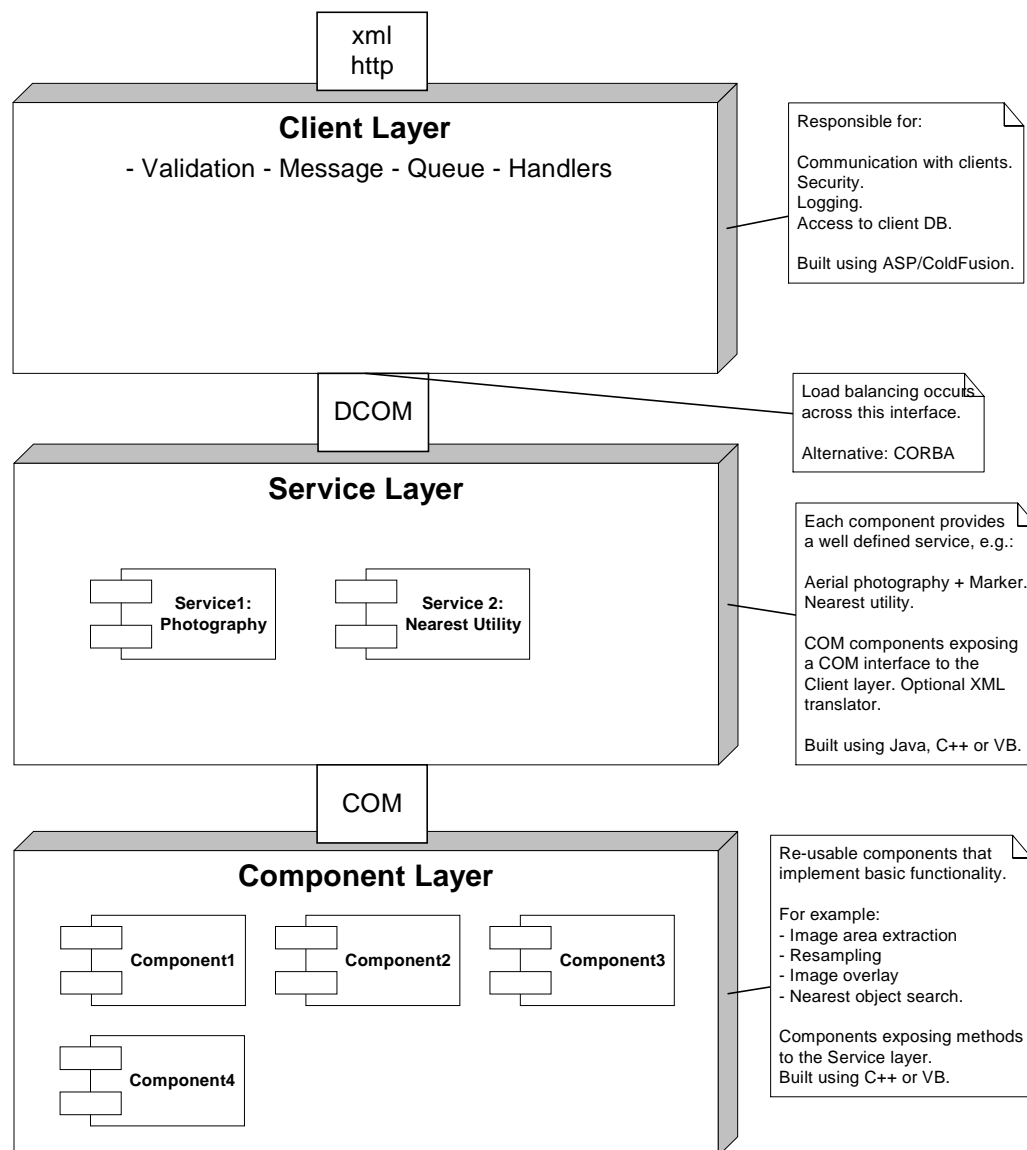 xml
http
Client Layer
- Validation - Message - Queue - Handlers
Responsible for:
Communication with clients.
Security.
Logging.
Access to client DB.
Built using ASP/ColdFusion.
DCOM
Load balancing occurs
across this interface.
Alternative: CORBA
Service Layer
Service1:
Photography
Service 2:
Nearest Utility
Each component provides
a well defined service, e.g.:
Aerial photography + Marker.
Nearest utility.
COM components exposing
a COM interface to the
Client layer. Optional XML
translator.
Built using Java, C++ or VB.
COM
Component Layer
Component1
Component2
Component3
Component4
Re-usable components that
implement basic functionality.
For example:
- Image area extraction
- Resampling
- Image overlay
- Nearest object search.
Components exposing methods
to the Service layer.
Built using C++ or VB.